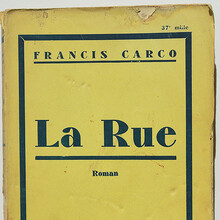 37e mille
FRANCIS CARCO
La Rue
Roman